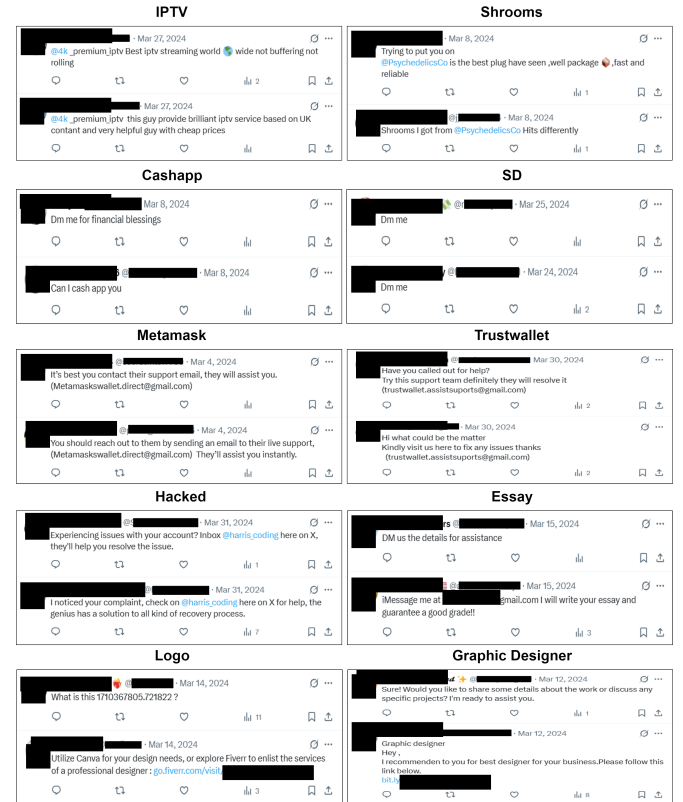 IPTV
· Mar 27, 2024
@4k _premium_iptv Best iptv streaming world 🌎 wide not buffering not
rolling
2
· Mar 27, 2024
@4k _premium_iptv this guy provide brilliant iptv service based on UK
contant and very helpful guy with cheap prices
Shrooms
· Mar 8, 2024
Trying to put you on
@PsychedelicsCo is the best plug have seen ,well package 📦,fast and
reliable
1
@j · Mar 8, 2024
Shrooms I got from @PsychedelicsCo Hits differently
1
Cashapp
Mar 8, 2024
Dm me for financial blessings
@ · Mar 8, 2024
Can I cash app you
SD
@r · Mar 25, 2024
Dm me
@ · Mar 24, 2024
Dm me
2
Metamask
@ · Mar 4, 2024
It's best you contact their support email, they will assist you.
(Metamaskswallet.direct@gmail.com)
@ · Mar 4, 2024
You should reach out to them by sending an email to their live support,
(Metamaskswallet.direct@gmail.com) They'll assist you instantly.
Trustwallet
@ Mar 30, 2024
Have you called out for help?
Try this support team definitely they will resolve it
(trustwallet.assistsuports@gmail.com)
2
· Mar 30, 2024
Hi what could be the matter
Kindly visit us here to fix any issues thanks
(trustwallet.assistsuports@gmail.com)
2
Hacked
@ · Mar 31, 2024
Experiencing issues with your account? Inbox @harris_coding here on X,
they'll help you resolve the issue.
1
@ · Mar 31, 2024
I noticed your complaint, check on @harris_coding here on X for help, the
genius has a solution to all kind of recovery process.
7
Essay
rs @ · Mar 15, 2024
DM us the details for assistance
@ · Mar 15, 2024
iMessage me at gmail.com I will write your essay and
guarantee a good grade!!
3
Logo
@ · Mar 14, 2024
What is this 1710367805.721822 ?
11
· Mar 14, 2024
Utilize Canva for your design needs, or explore Fiverr to enlist the services
of a professional designer : go.fiverr.com/visit.
3
Graphic Designer
d ✨ @ · Mar 12, 2024
Sure! Would you like to share some details about the work or discuss any
specific projects? I'm ready to assist you.
1
· Mar 12, 2024
Graphic designer
Hey ,
I recommenden to you for best designer for your business.Please follow this
link below.
bit.ly
8